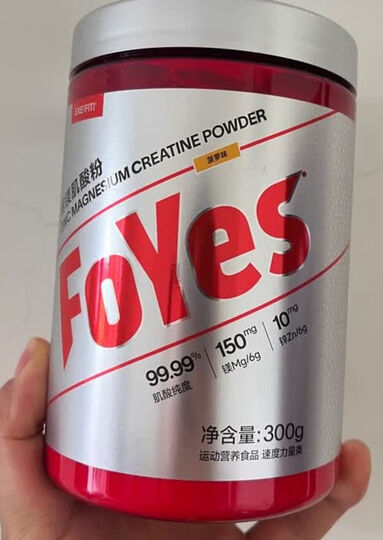 EXE!FIT!
肌酸粉
MAGNESIUM CREATINE POWDER
菠萝味
FoYes
99.99%
肌酸纯度
150mg
镁Mg/6g
10mg
锌Zn/6g
净含量:300g
运动营养食品 速度力量类